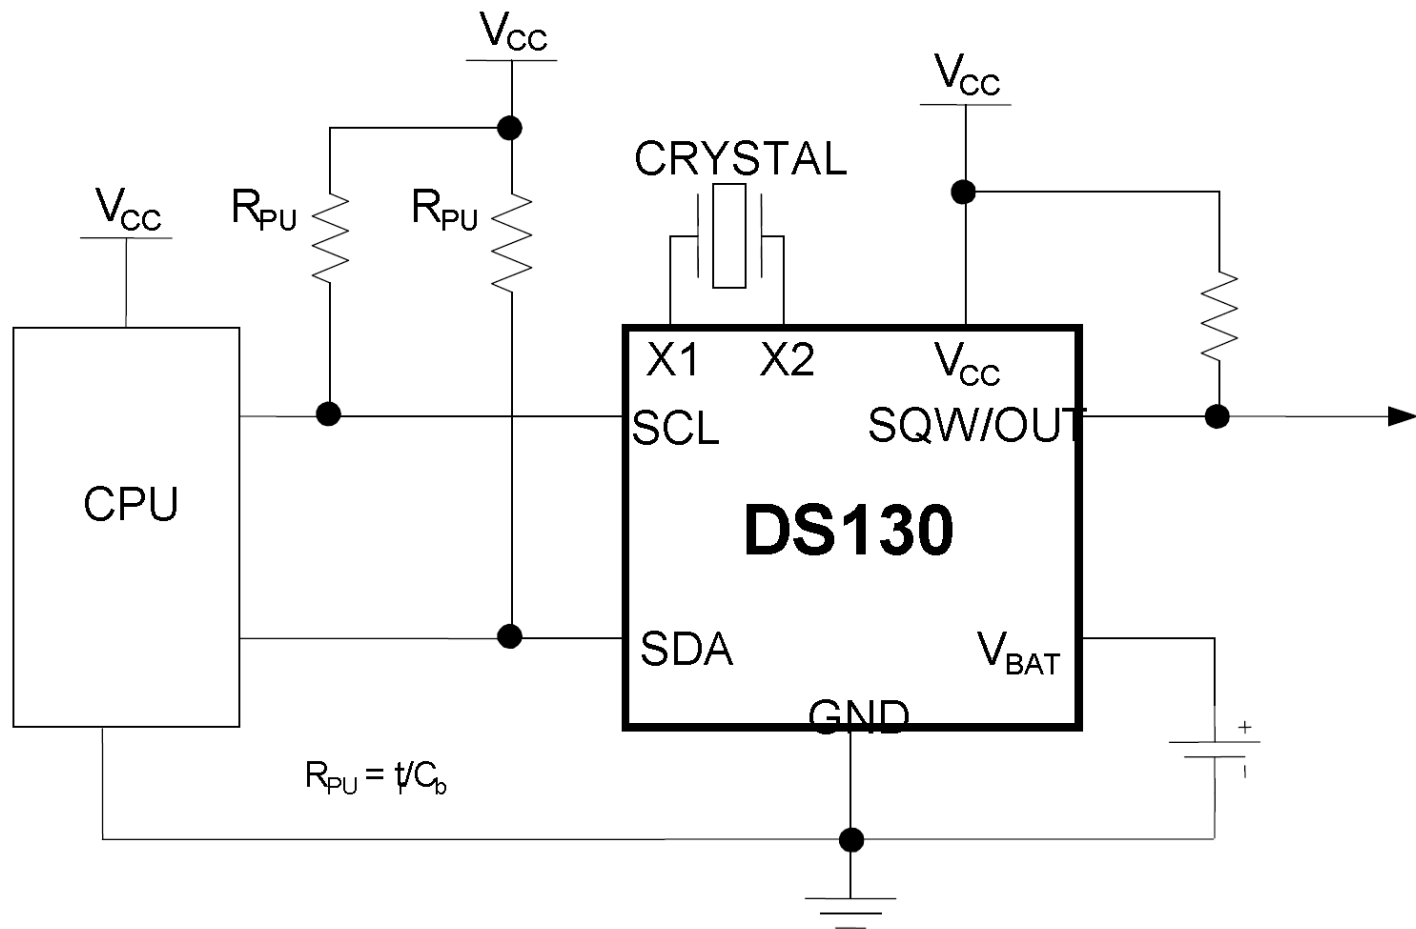 VCC
VCC
CRYSTAL
VCC
RPU
RPU
X1
X2
VCC
SCL
SQW/OUT
CPU
DS130
SDA
VBAT
GND
+
-
RPU = tr/Cb